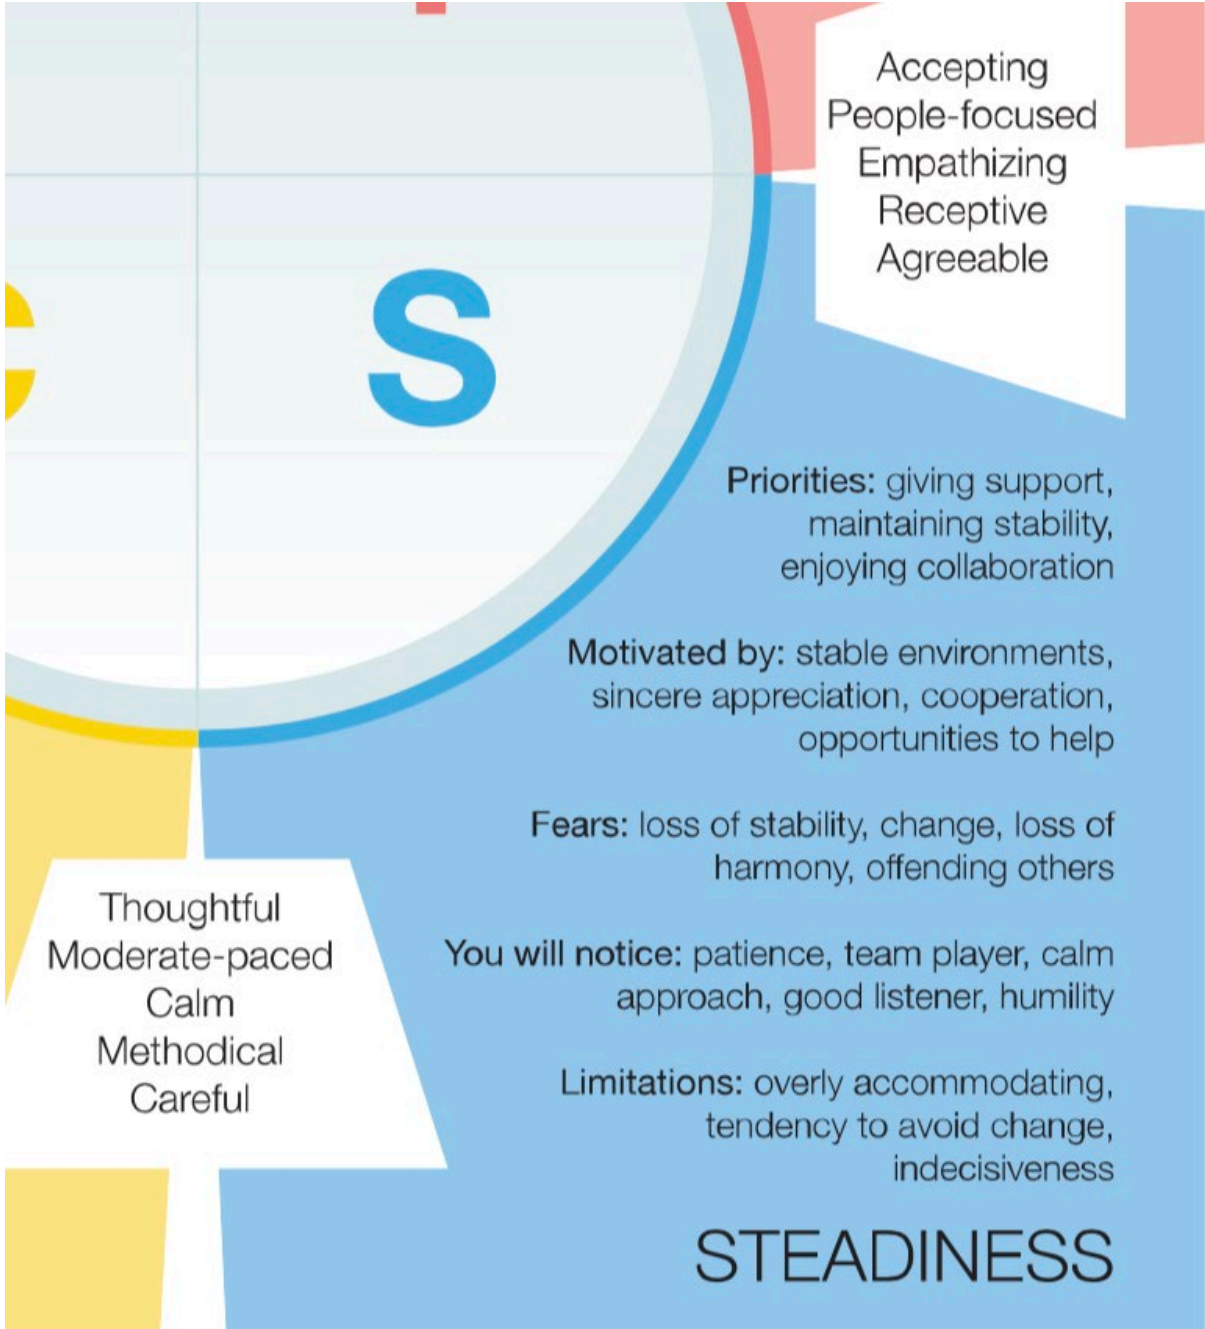 Accepting
People-focused
Empathizing
Receptive
Agreeable
S
Priorities: giving support,
maintaining stability,
enjoying collaboration
Motivated by: stable environments,
sincere appreciation, cooperation,
opportunities to help
Fears: loss of stability, change, loss of
harmony, offending others
You will notice: patience, team player, calm
approach, good listener, humility
Limitations: overly accommodating,
tendency to avoid change,
indecisiveness
STEADINESS
Thoughtful
Moderate-paced
Calm
Methodical
Careful